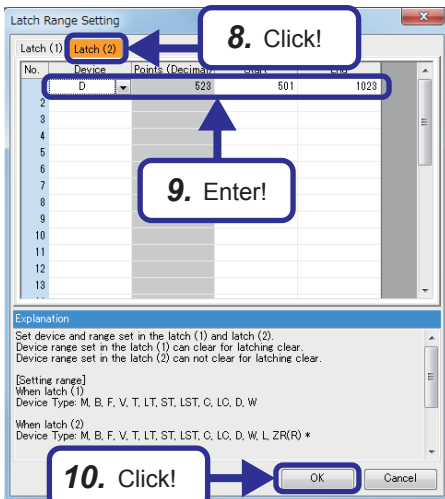 Latch Range Setting
Latch (1) Latch (2)
8. Click!
No. Device Points (Decimal) Start End
D 523 501 1023
2
3
4
5
6
7
8
9
10
11
12
13
9. Enter!
Explanation
Set device and range set in the latch (1) and latch (2).
Device range set in the latch (1) can clear for latching clear.
Device range set in the latch (2) can not clear for latching clear.
[Setting range]
When latch (1)
Device Type: M, B, F, V, T, LT, ST, LST, C, LC, D, W
When latch (2)
Device Type: M, B, F, V, T, LT, ST, LST, C, LC, D, W, L, ZR(R) *
10. Click!
OK Cancel